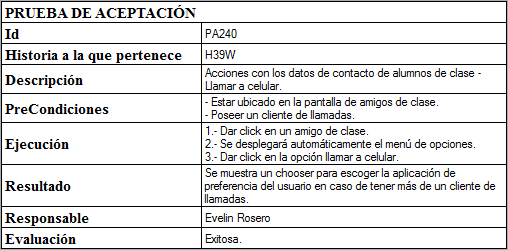 PRUEBA DE ACEPTACIÓN
Id
PA240
Historia a la que pertenece
H39W
Descripción
Acciones con los datos de contacto de alumnos de clase -
Llamar a celular.
PreCondiciones
- Estar ubicado en la pantalla de amigos de clase.
- Poseer un cliente de llamadas.
Ejecución
1.- Dar click en un amigo de clase.
2.- Se desplegará automáticamente el menú de opciones.
3.- Dar click en la opción llamar a celular.
Resultado
Se muestra un chooser para escoger la aplicación de
preferencia del usuario en caso de tener más de un cliente de
llamadas.
Responsable
Evelin Rosero
Evaluación
Exitosa.